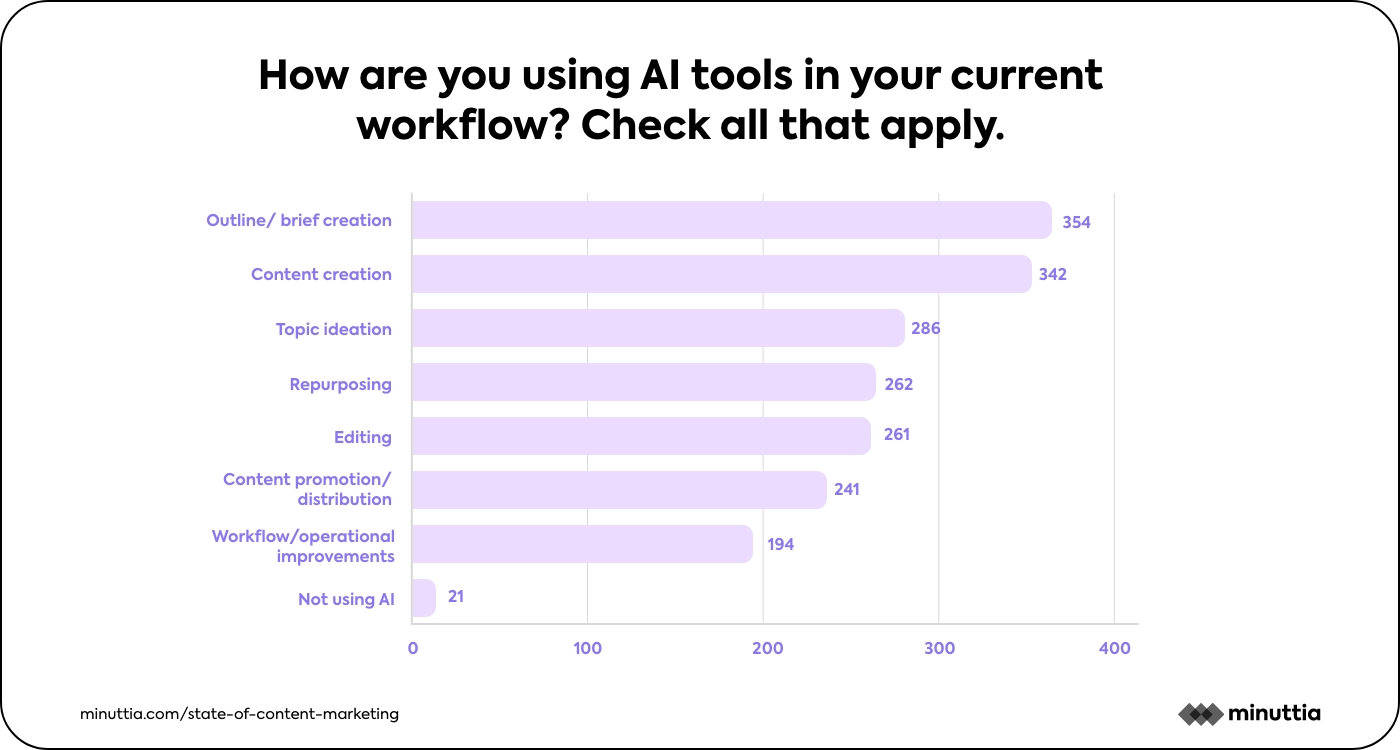 How are you using AI tools in your current
workflow? Check all that apply.
Outline/ brief creation
354
Content creation
342
Topic ideation
286
Repurposing
262
Editing
261
Content promotion/
distribution
241
Workflow/operational
improvements
194
Not using AI
21
0 100 200 300 400
minuttia.com/state-of-content-marketing
minuttia